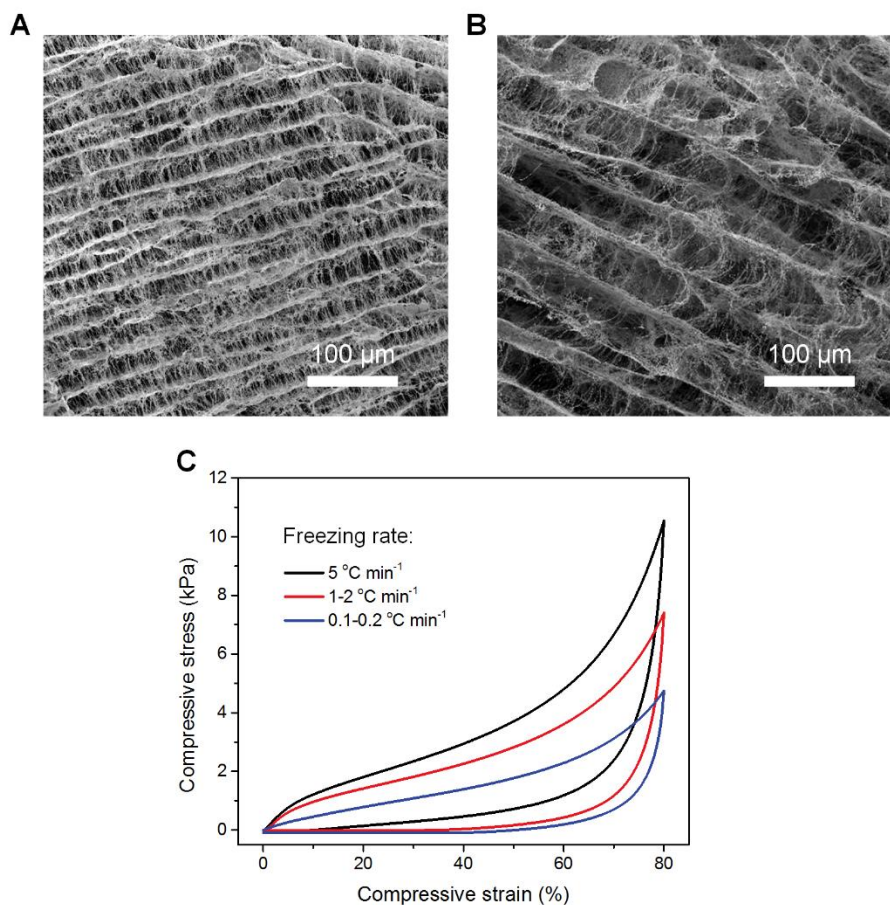 A
B
100 μm
100 μm
C
Compressive stress (kPa)
12
10
8
6
4
2
0
Freezing rate:
5 °C min⁻¹
1-2 °C min⁻¹
0.1-0.2 °C min⁻¹
0 20 40 60 80
Compressive strain (%)